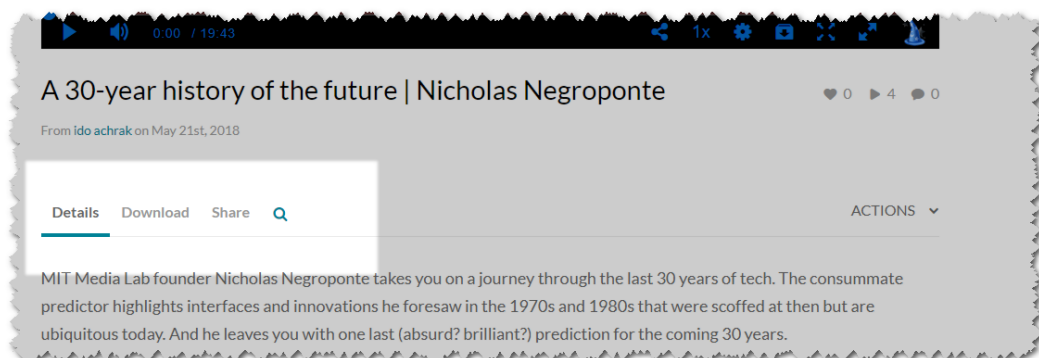 0:00 / 19:43 1x
A 30-year history of the future | Nicholas Negroponte
0 4 0
From ido achrak on May 21st, 2018
Details Download Share
ACTIONS
MIT Media Lab founder Nicholas Negroponte takes you on a journey through the last 30 years of tech. The consummate
predictor highlights interfaces and innovations he foresaw in the 1970s and 1980s that were scoffed at then but are
ubiquitous today. And he leaves you with one last (absurd? brilliant?) prediction for the coming 30 years.